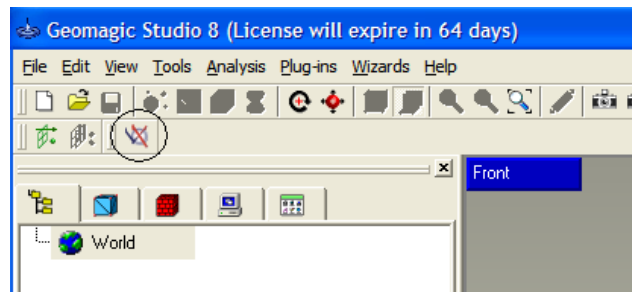 Geomagic Studio 8 (License will expire in 64 days)
File Edit View Tools Analysis Plug-ins Wizards Help
Front
World